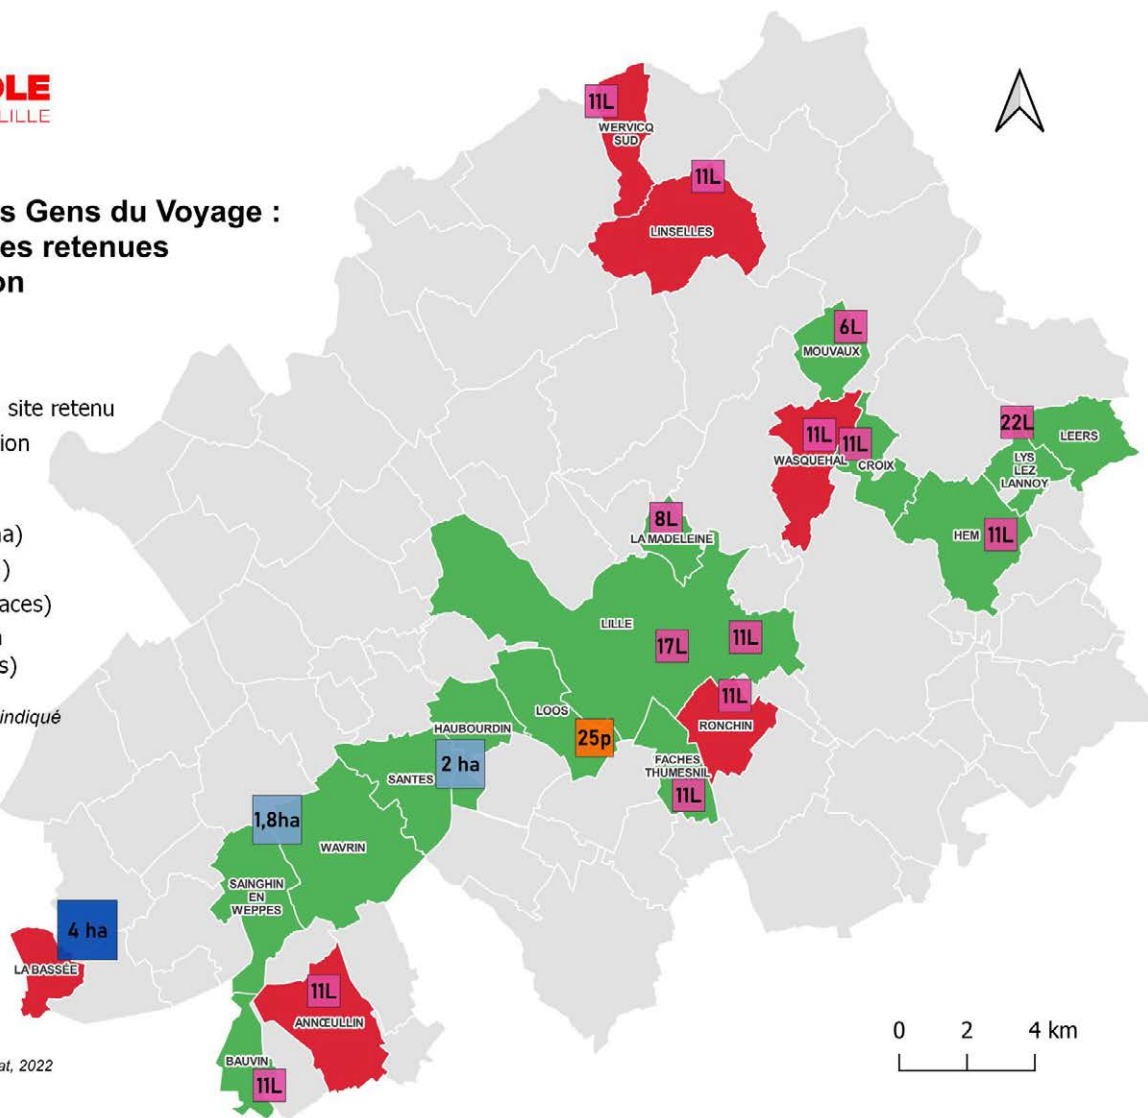 OLE
LILLE
s Gens du Voyage :
es retenues
on
site retenu
ion
a)
)
aces)
s)
indiqué
at, 2022
11L
WERVICQ
SUD
11L
LINSELLES
6L
MOUVAUX
11L
11L
WASQUEHAL
CROIX
22L
LEERS
LYS
LEZ
LANNOY
HEM
11L
8L
LA MADELEINE
LILLE
17L
11L
11L
RONCHIN
LOOS
25p
HAUBOURDIN
2 ha
SANTES
FACHES
THUMESNIL
11L
1,8ha
WAVRIN
SAINGHIN
EN
WEPPES
4 ha
LA BASSÉE
11L
ANNŒULLIN
BAUVIN
11L
0 2 4 km